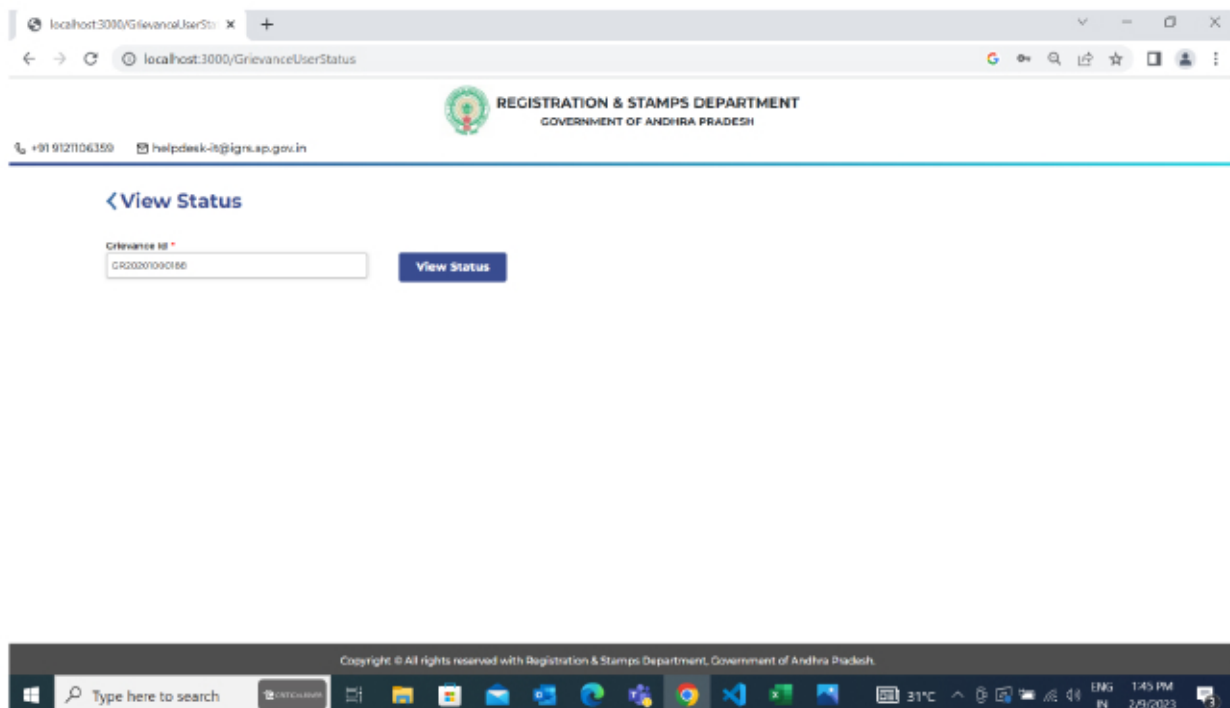 localhost:3000/GrievanceUserSta
localhost:3000/GrievanceUserStatus
REGISTRATION & STAMPS DEPARTMENT
GOVERNMENT OF ANDHRA PRADESH
+91 9121106359 helpdesk-it@igrs.ap.gov.in
View Status
Grievance Id *
View Status
Copyright © All rights reserved with Registration & Stamps Department, Government of Andhra Pradesh.
Type here to search
31°C
ENG
IN
1:45 PM
2/9/2023